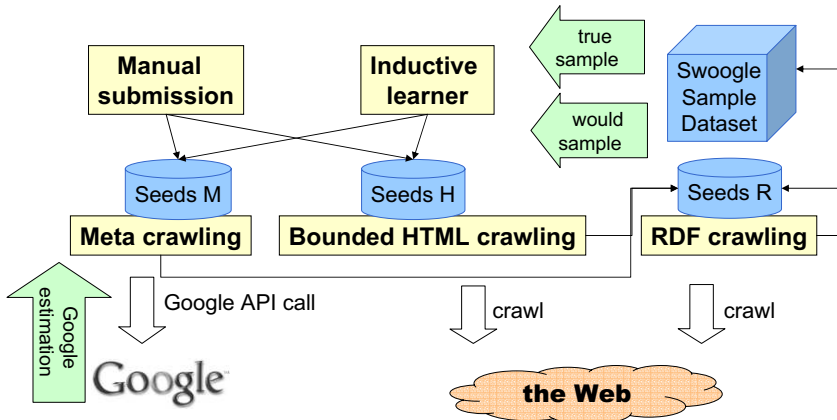 Manual
submission
Inductive
learner
true
sample
would
sample
Swoogle
Sample
Dataset
Seeds M
Seeds H
Seeds R
Meta crawling
Bounded HTML crawling
RDF crawling
Google
estimation
Google API call
crawl
crawl
Google™
the Web